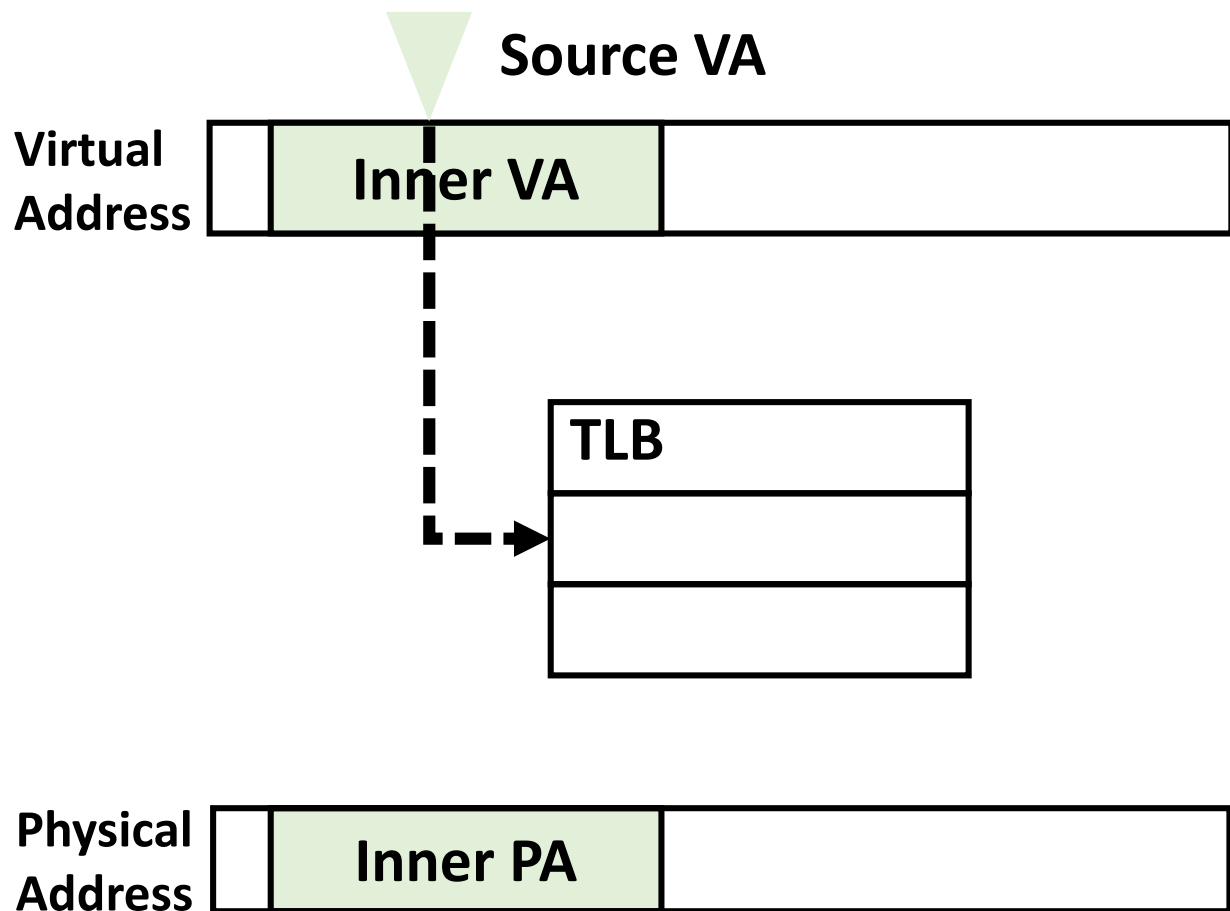 Source VA
Virtual
Address
Inner VA
TLB
Physical
Address
Inner PA